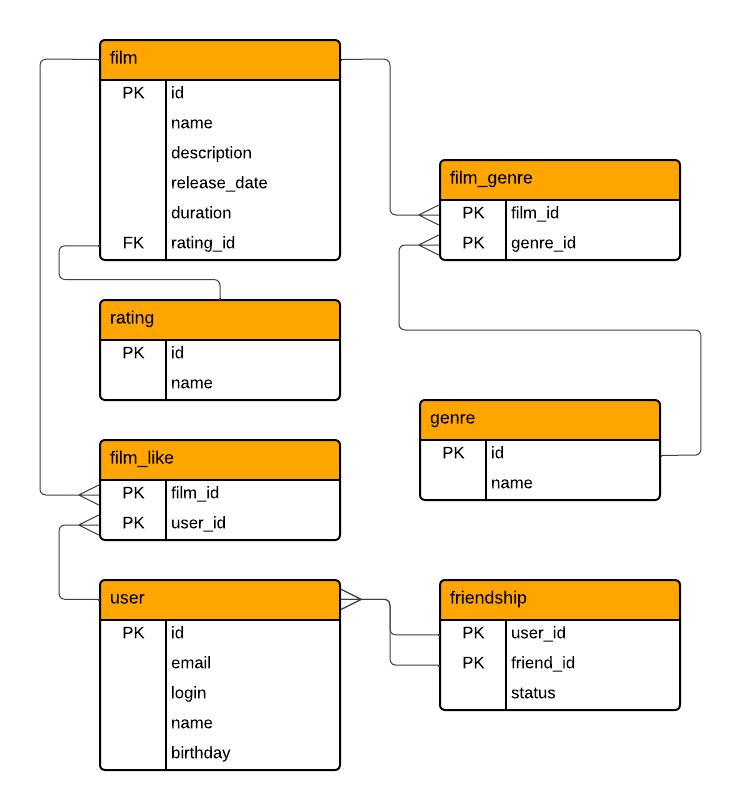 film
PK id
name
description
release_date
duration
FK rating_id
rating
PK id
name
film_like
PK film_id
PK user_id
user
PK id
email
login
name
birthday
film_genre
PK film_id
PK genre_id
genre
PK id
name
friendship
PK user_id
PK friend_id
status